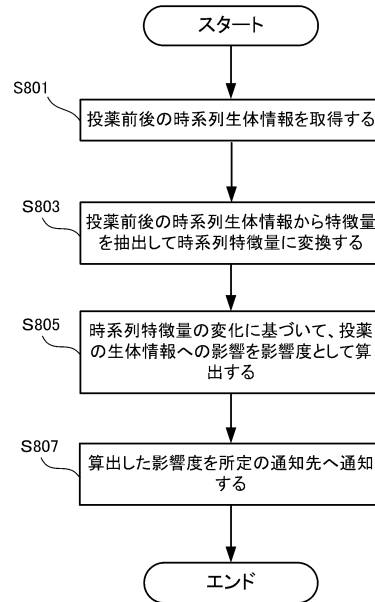 スタート
S801
投薬前後の時系列生体情報を取得する
S803
投薬前後の時系列生体情報から特徴量
を抽出して時系列特徴量に変換する
S805
時系列特徴量の変化に基づいて、投薬
の生体情報への影響を影響度として算
出する
S807
算出した影響度を所定の通知先へ通知
する
エンド